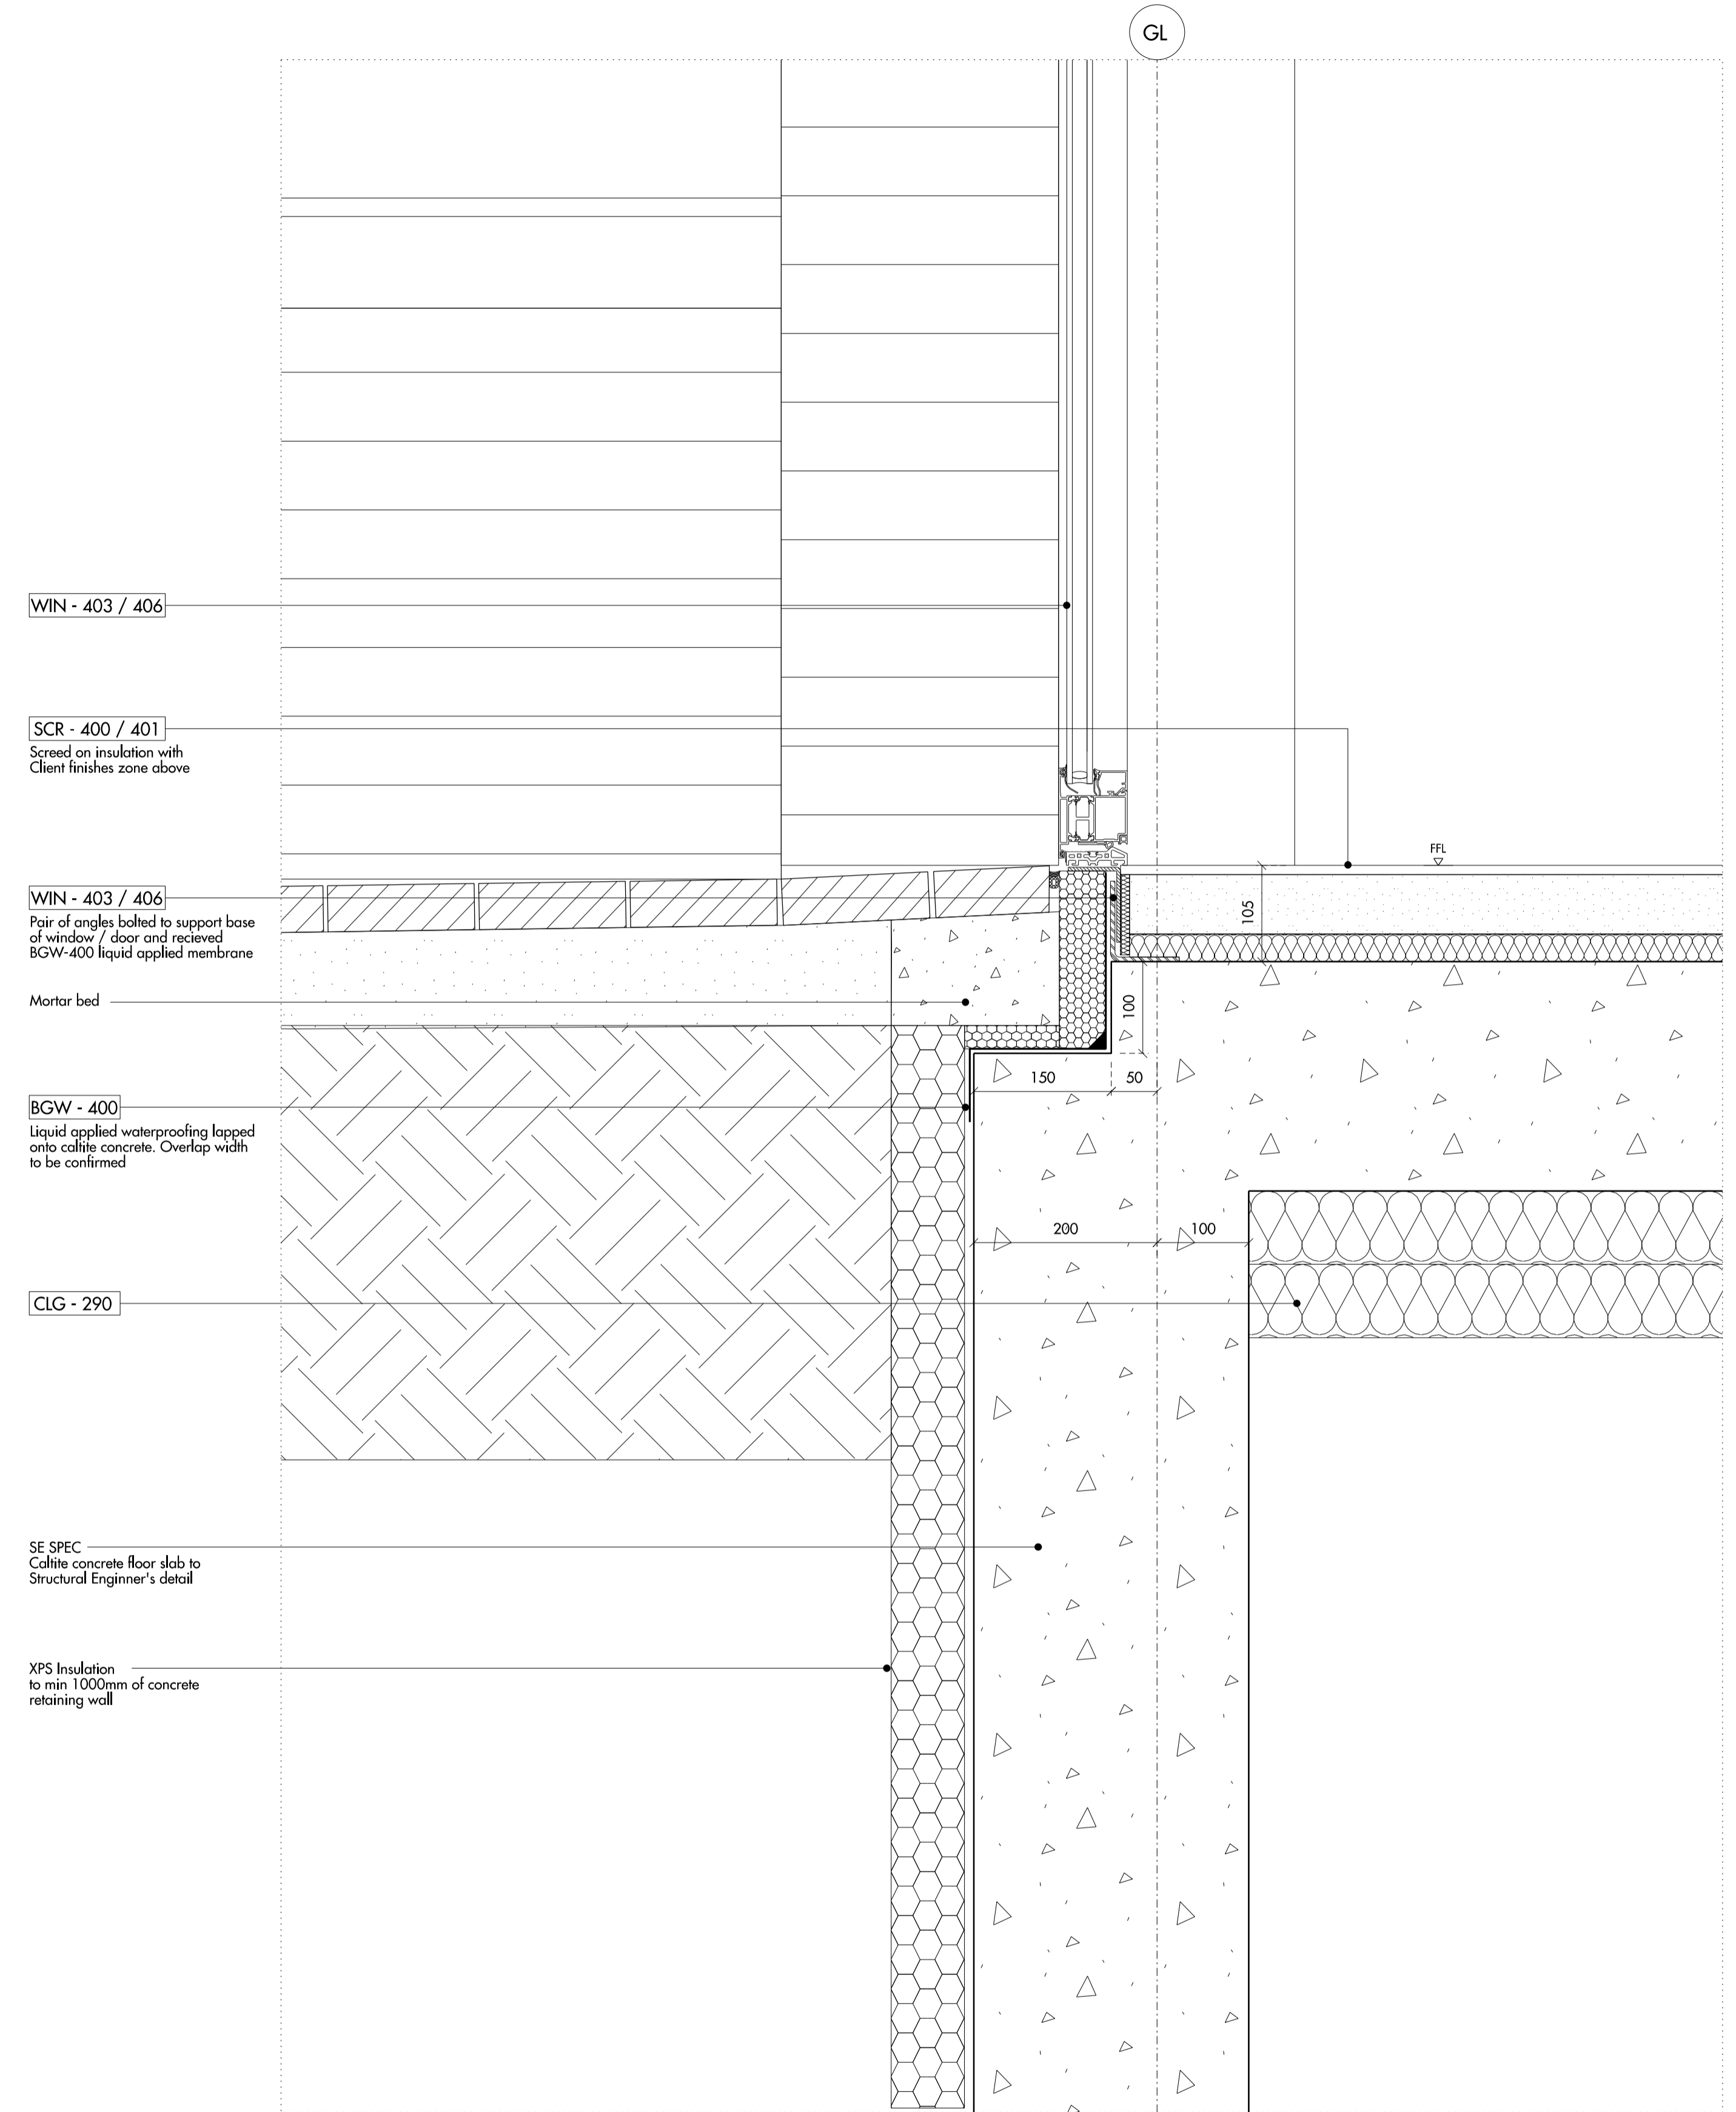 GL
WIN - 403 / 406
SCR - 400 / 401
Screed on insulation with
Client finishes zone above
FFL
WIN - 403 / 406
Pair of angles bolted to support base
of window / door and recieved
BGW-400 liquid applied membrane
105
Mortar bed
100
150
50
BGW - 400
Liquid applied waterproofing lapped
onto caltite concrete. Overlap width
to be confirmed
200
100
CLG - 290
SE SPEC
Caltite concrete floor slab to
Structural Enginner's detail
XPS Insulation
to min 1000mm of concrete
retaining wall